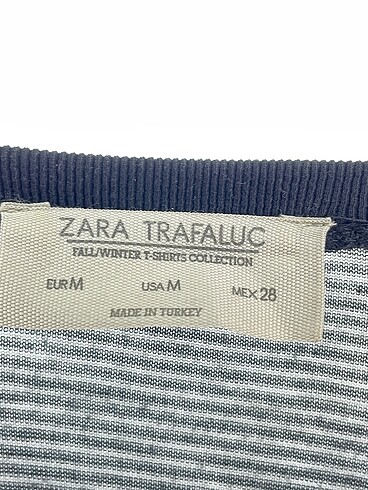 ZARA TRAFALUC
FALL/WINTER T-SHIRTS COLLECTION
EUR M USA M MEX 28
MADE IN TURKEY